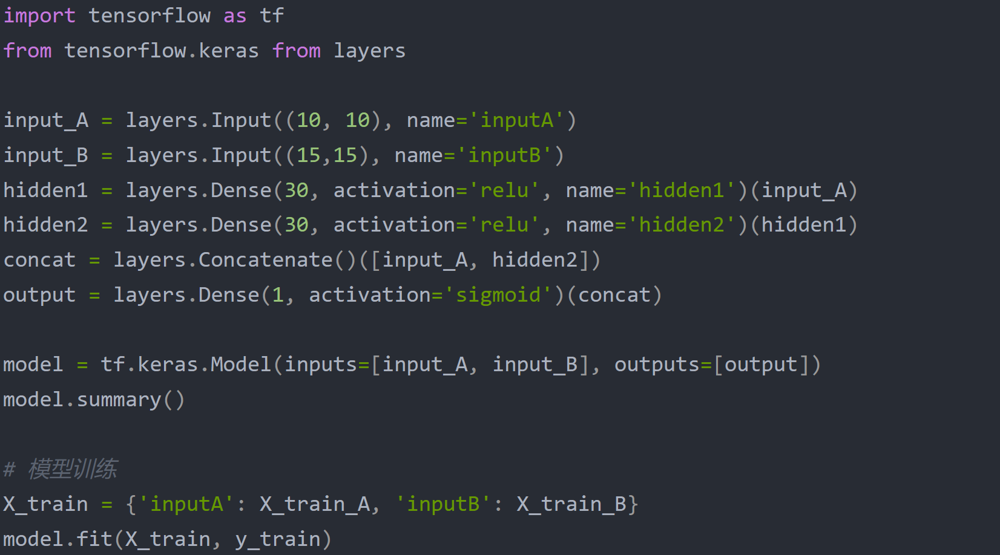 import tensorflow as tf
from tensorflow.keras from layers
input_A = layers.Input((10, 10), name='inputA')
input_B = layers.Input((15,15), name='inputB')
hidden1 = layers.Dense(30, activation='relu', name='hidden1')(input_A)
hidden2 = layers.Dense(30, activation='relu', name='hidden2')(hidden1)
concat = layers.Concatenate()([input_A, hidden2])
output = layers.Dense(1, activation='sigmoid')(concat)
model = tf.keras.Model(inputs=[input_A, input_B], outputs=[output])
model.summary()
# 模型训练
X_train = {'inputA': X_train_A, 'inputB': X_train_B}
model.fit(X_train, y_train)